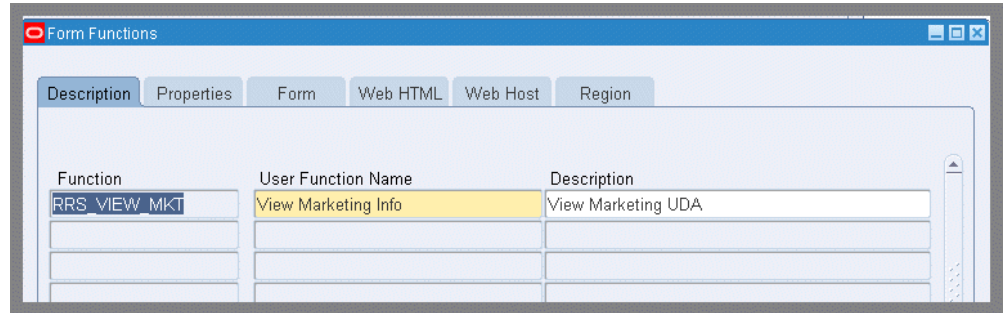 Form Functions
Description Properties Form Web HTML Web Host Region
Function User Function Name Description
RRS_VIEW_MKT View Marketing Info View Marketing UDA